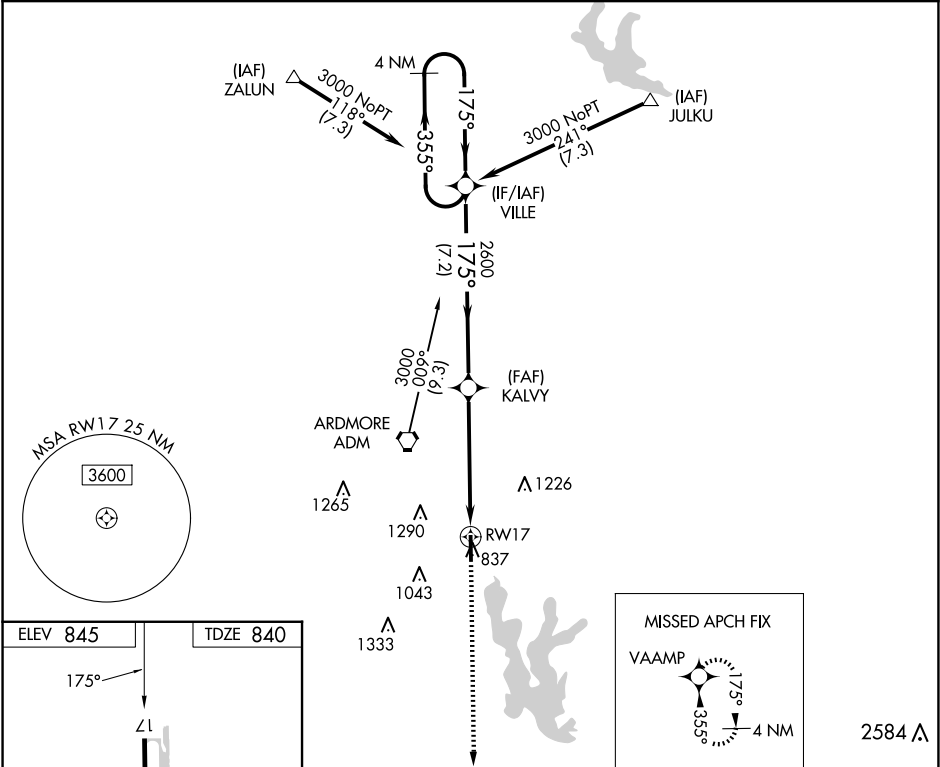 (IAF)
ZALUN
3000 NoPT
118°
(7.3)
4 NM
355°
175°
(IAF)
JULKU
3000 NoPT
241°
(7.3)
(IF/IAF)
VILLE
2600
175°
(7.2)
3000
009°
(9.3)
(FAF)
KALVY
ARDMORE
ADM
MSA RW17 25 NM
3600
1265
1290
1226
RW17
837
1043
1333
ELEV 845
TDZE 840
175°
17
MISSED APCH FIX
VAAMP
175°
355°
4 NM
2584